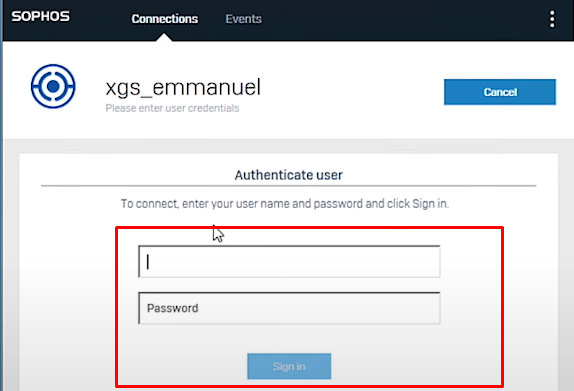 SOPHOS Connections Events
xgs_emmanuel
Please enter user credentials
Cancel
Authenticate user
To connect, enter your user name and password and click Sign in.
Password
Sign in